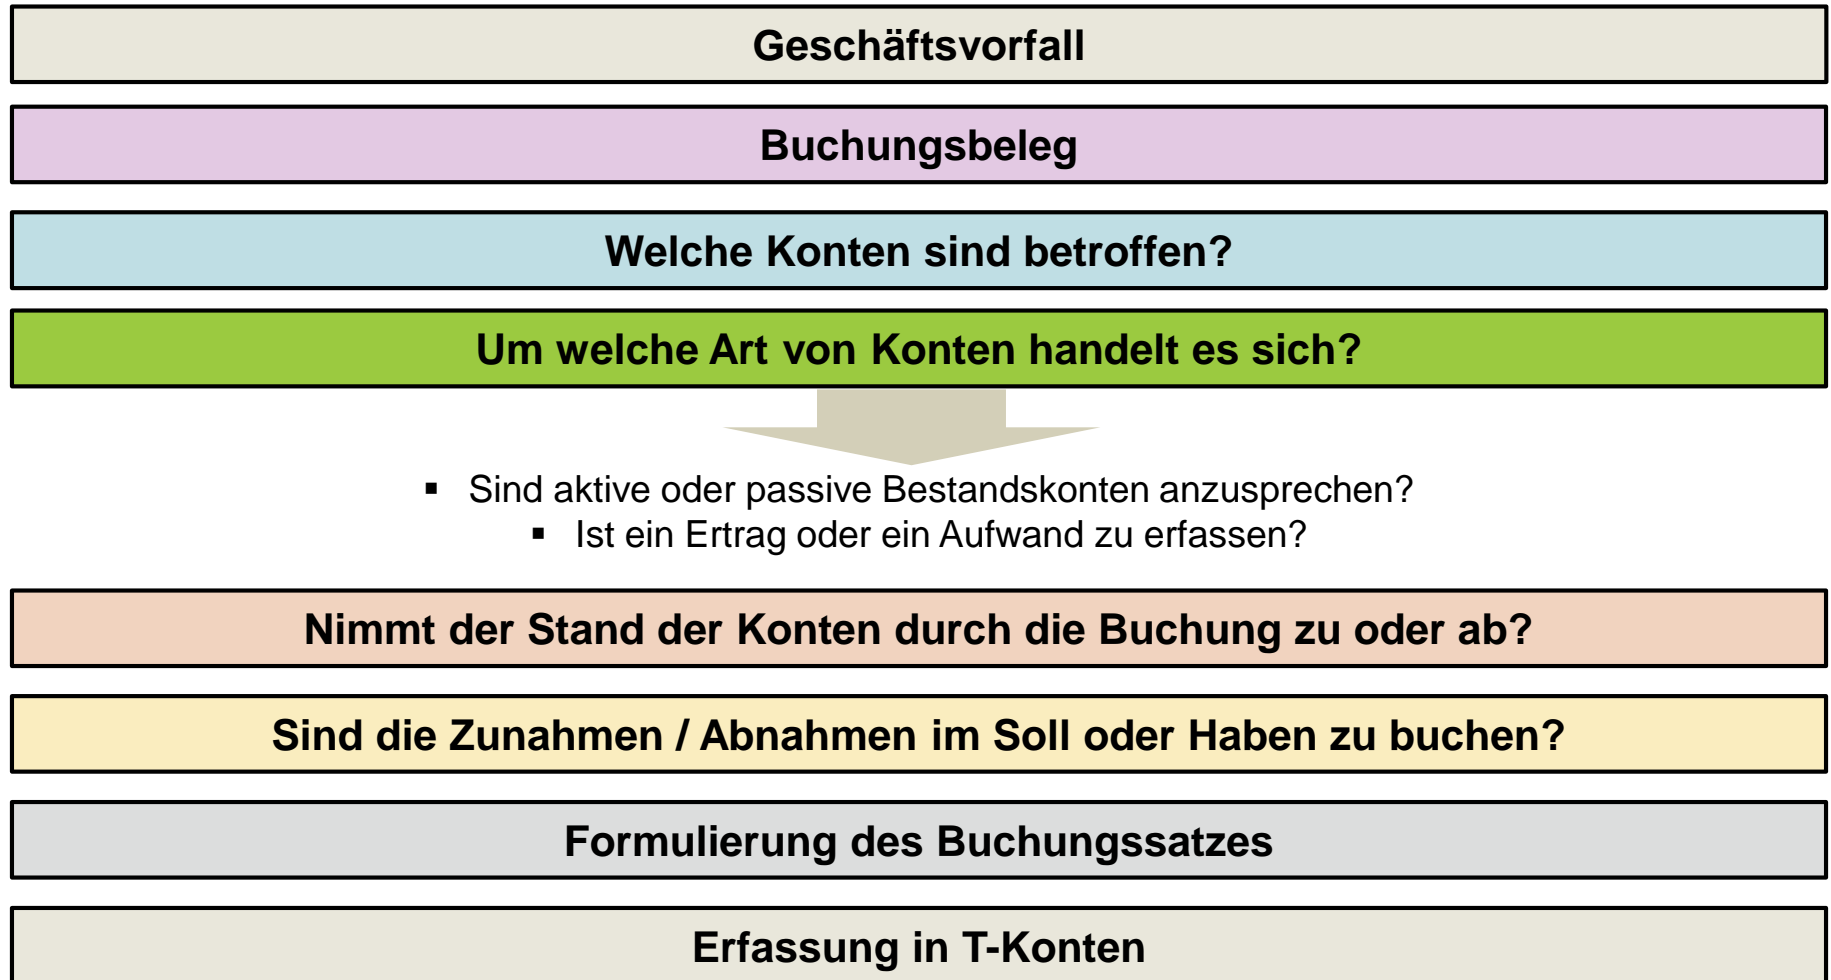 Geschäftsvorfall
Buchungsbeleg
Welche Konten sind betroffen?
Um welche Art von Konten handelt es sich?
▪ Sind aktive oder passive Bestandskonten anzusprechen?
▪ Ist ein Ertrag oder ein Aufwand zu erfassen?
Nimmt der Stand der Konten durch die Buchung zu oder ab?
Sind die Zunahmen / Abnahmen im Soll oder Haben zu buchen?
Formulierung des Buchungssatzes
Erfassung in T-Konten